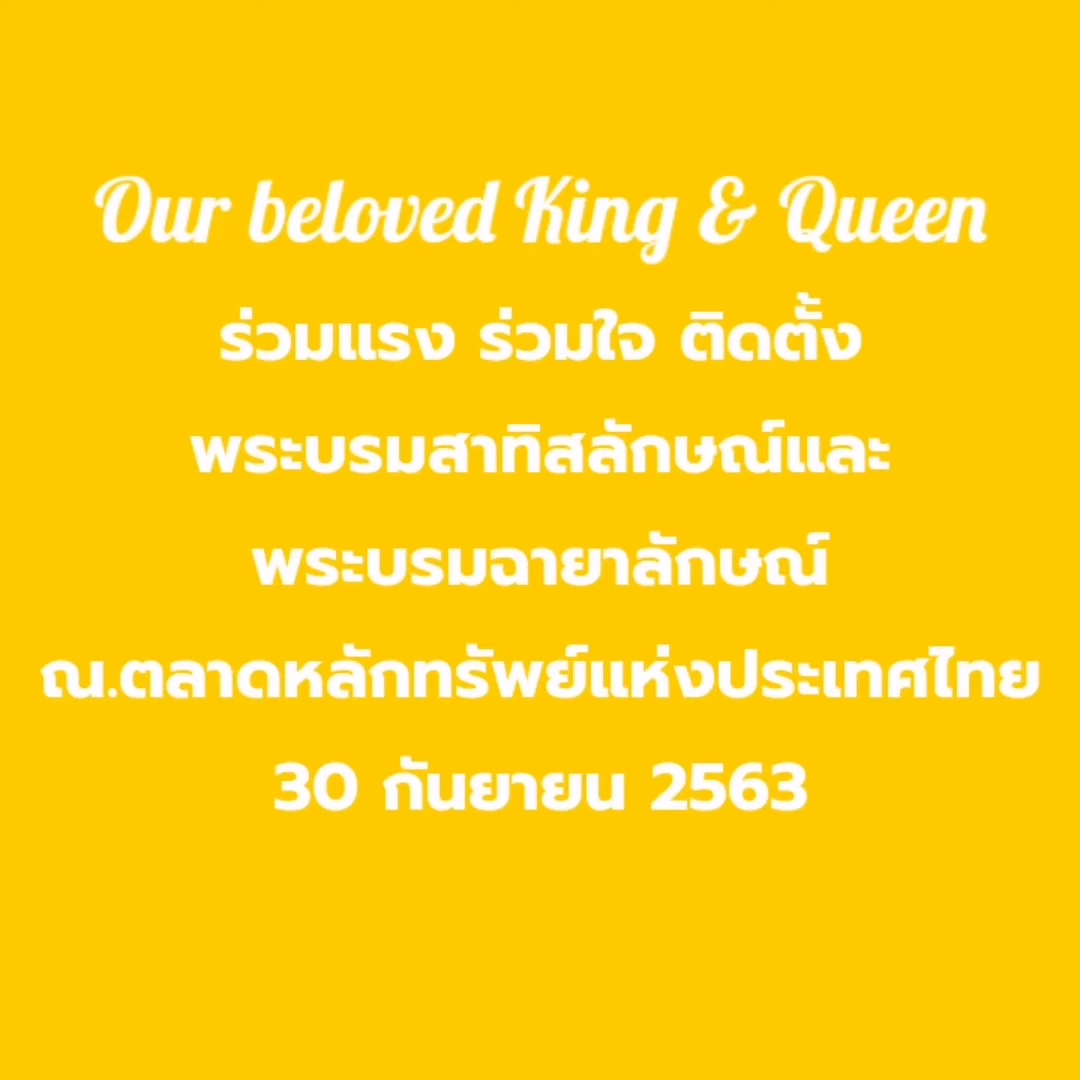 Our beloved King & Queen
ร่วมแรง ร่วมใจ ติดตั้ง
พระบรมสาทิสลักษณ์และ
พระบรมฉายาลักษณ์
ณ.ตลาดหลักทรัพย์แห่งประเทศไทย
30 กันยายน 2563